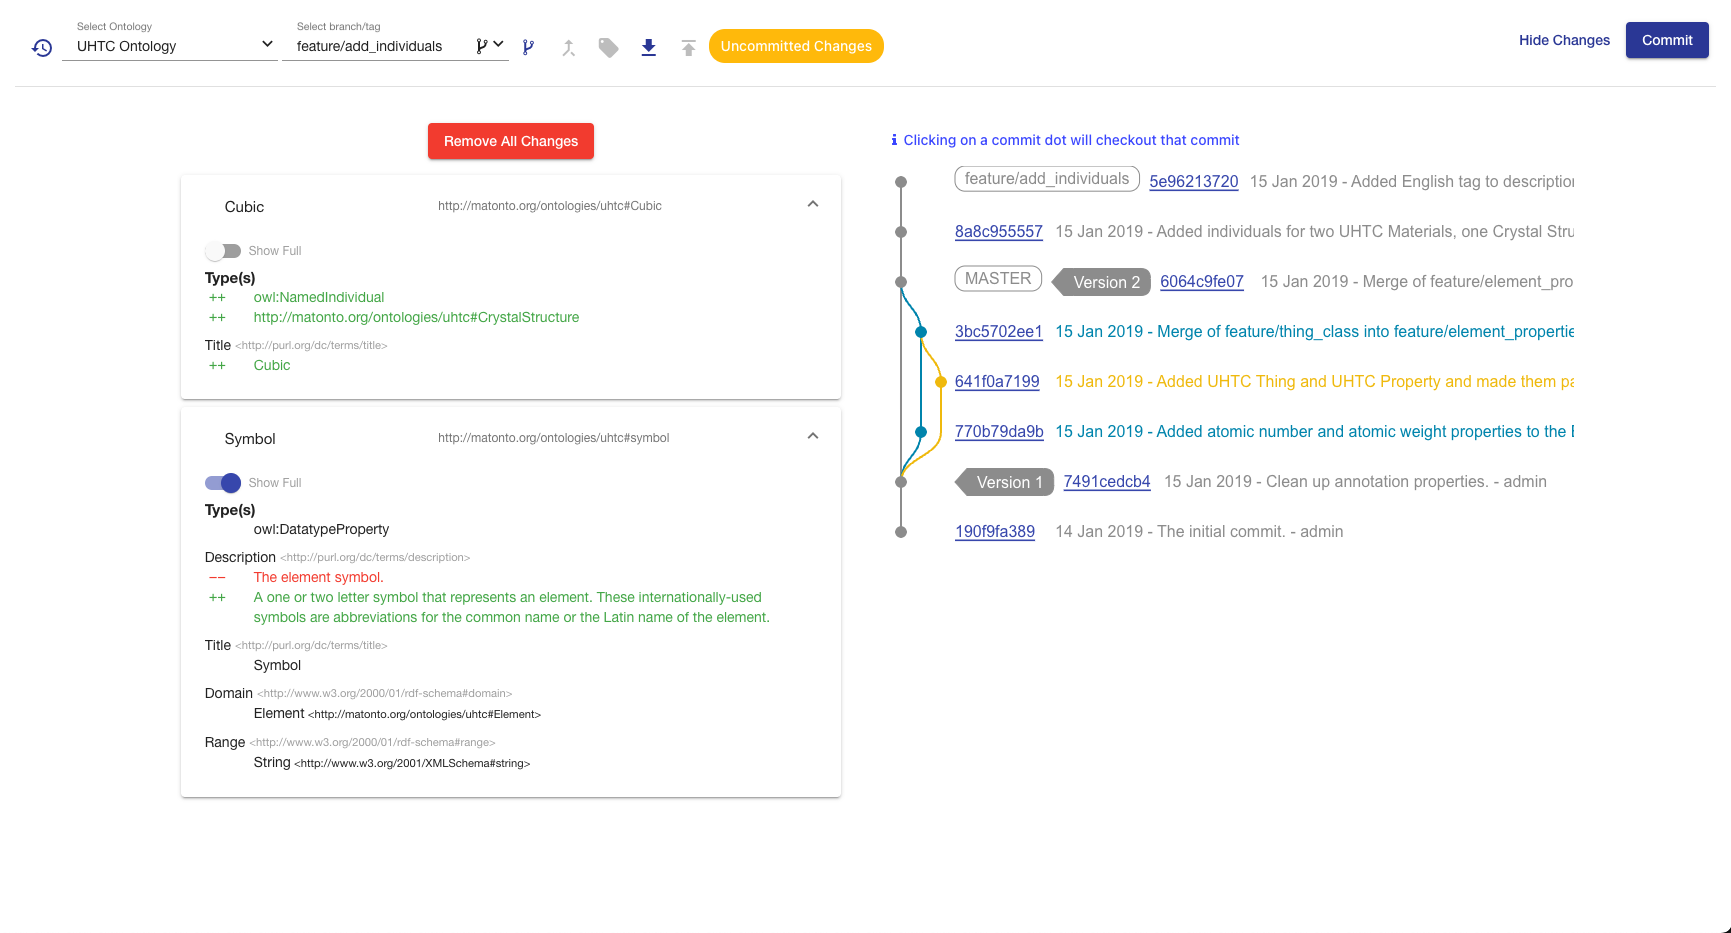 Select Ontology
UHTC Ontology
Select branch/tag
feature/add_individuals
Uncommitted Changes
Hide Changes
Commit
Remove All Changes
Cubic http://matonto.org/ontologies/uhtc#Cubic
Show Full
Type(s)
++ owl:NamedIndividual
++ http://matonto.org/ontologies/uhtc#CrystalStructure
Title <http://purl.org/dc/terms/title>
++ Cubic
Symbol http://matonto.org/ontologies/uhtc#symbol
Show Full
Type(s)
owl:DatatypeProperty
Description <http://purl.org/dc/terms/description>
−− The element symbol.
++ A one or two letter symbol that represents an element. These internationally-used
symbols are abbreviations for the common name or the Latin name of the element.
Title <http://purl.org/dc/terms/title>
Symbol
Domain <http://www.w3.org/2000/01/rdf-schema#domain>
Element <http://matonto.org/ontologies/uhtc#Element>
Range <http://www.w3.org/2000/01/rdf-schema#range>
String <http://www.w3.org/2001/XMLSchema#string>
Clicking on a commit dot will checkout that commit
feature/add_individuals 5e96213720 15 Jan 2019 - Added English tag to description
8a8c955557 15 Jan 2019 - Added individuals for two UHTC Materials, one Crystal Stru
MASTER Version 2 6064c9fe07 15 Jan 2019 - Merge of feature/element_pro
3bc5702ee1 15 Jan 2019 - Merge of feature/thing_class into feature/element_propertie
641f0a7199 15 Jan 2019 - Added UHTC Thing and UHTC Property and made them pa
770b79da9b 15 Jan 2019 - Added atomic number and atomic weight properties to the
Version 1 7491cedcb4 15 Jan 2019 - Clean up annotation properties. - admin
190f9fa389 14 Jan 2019 - The initial commit. - admin